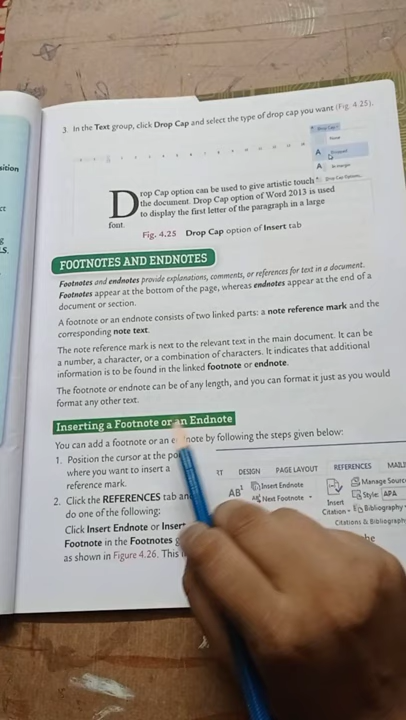 3. In the Text group, click Drop Cap and select the type of drop cap you want (Fig. 4.25).
Drop Cap
None
Dropped
In margin
Drop Cap Options...
Drop Cap option can be used to give artistic touch
the document. Drop Cap option of Word 2013 is used
to display the first letter of the paragraph in a large
font.
Fig. 4.25 Drop Cap option of Insert tab
FOOTNOTES AND ENDNOTES
Footnotes and endnotes provide explanations, comments, or references for text in a document.
Footnotes appear at the bottom of the page, whereas endnotes appear at the end of a
document or section.
A footnote or an endnote consists of two linked parts: a note reference mark and the
corresponding note text.
The note reference mark is next to the relevant text in the main document. It can be
a number, a character, or a combination of characters. It indicates that additional
information is to be found in the linked footnote or endnote.
The footnote or endnote can be of any length, and you can format it just as you would
format any other text.
Inserting a Footnote or an Endnote
You can add a footnote or an endnote by following the steps given below:
1. Position the cursor at the
where you want to insert a
reference mark.
2. Click the REFERENCES tab
do one of the following:
Click Insert Endnote or Insert
Footnote in the Footnotes
as shown in Figure 4.26. This
DESIGN PAGE LAYOUT REFERENCES
AB¹ Insert Endnote
Next Footnote
Insert
Citation
Manage
Style: APA
Bibliography
Citations &
be